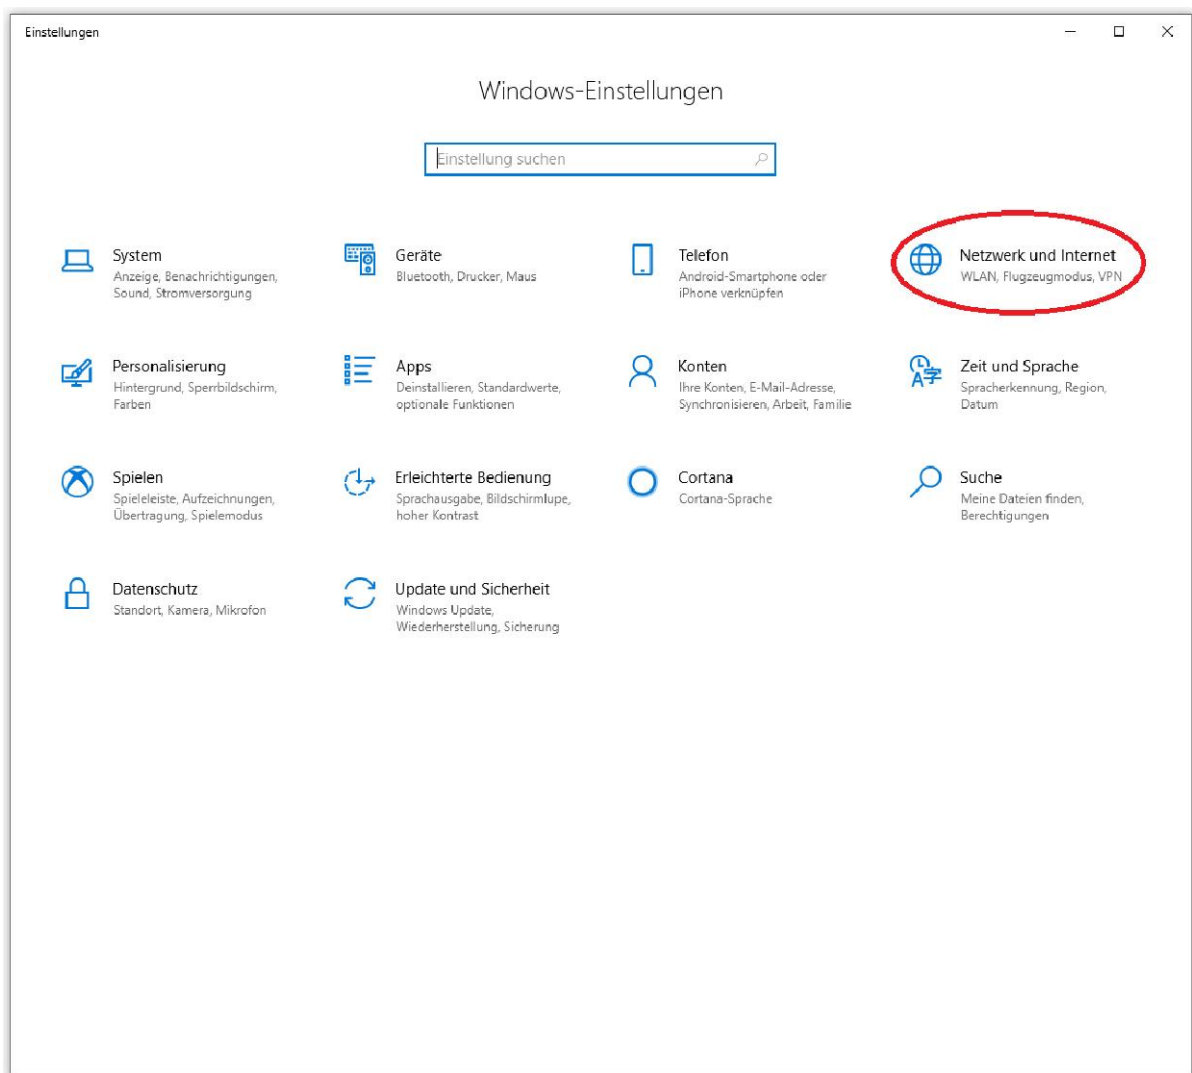 Einstellungen
Windows-Einstellungen
Einstellung suchen
System
Anzeige, Benachrichtigungen,
Sound, Stromversorgung
Geräte
Bluetooth, Drucker, Maus
Telefon
Android-Smartphone oder
iPhone verknüpfen
Netzwerk und Internet
WLAN, Flugzeugmodus, VPN
Personalisierung
Hintergrund, Sperrbildschirm,
Farben
Apps
Deinstallieren, Standardwerte,
optionale Funktionen
Konten
Ihre Konten, E-Mail-Adresse,
Synchronisieren, Arbeit, Familie
Zeit und Sprache
Spracherkennung, Region,
Datum
Spielen
Spieleleiste, Aufzeichnungen,
Übertragung, Spielemodus
Erleichterte Bedienung
Sprachausgabe, Bildschirmlupe,
hoher Kontrast
Cortana
Cortana-Sprache
Suche
Meine Dateien finden,
Berechtigungen
Datenschutz
Standort, Kamera, Mikrofon
Update und Sicherheit
Windows Update,
Wiederherstellung, Sicherung